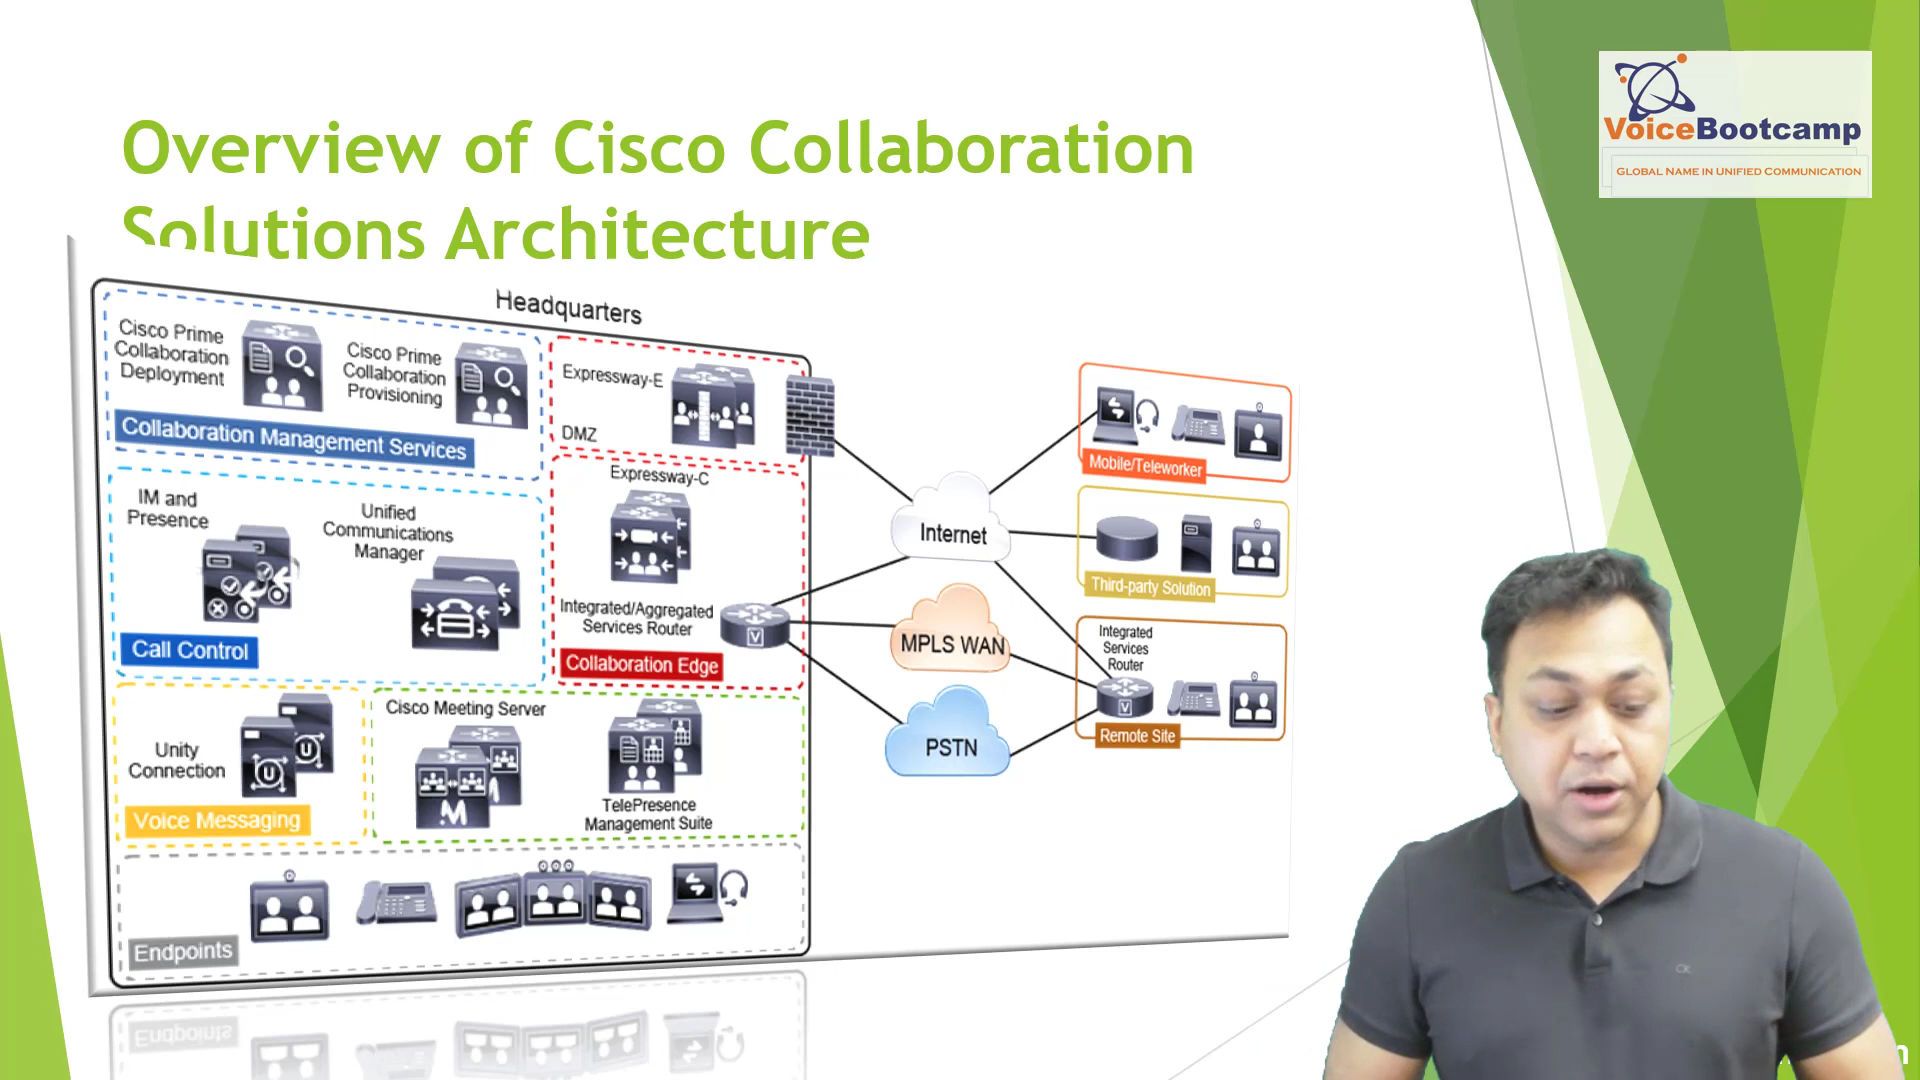 Overview of Cisco Collaboration
Solutions Architecture
VoiceBootcamp
GLOBAL NAME IN UNIFIED COMMUNICATION
Headquarters
Cisco Prime
Collaboration
Deployment
Cisco Prime
Collaboration
Provisioning
Collaboration Management Services
Expressway-E
DMZ
IM and
Presence
Unified
Communications
Manager
Call Control
Expressway-C
Integrated/Aggregated
Services Router
V
Collaboration Edge
Unity
Connection
U
U
Voice Messaging
Cisco Meeting Server
M
TelePresence
Management Suite
Endpoints
Internet
MPLS WAN
PSTN
Mobile/Teleworker
Third-party Solution
Integrated
Services
Router
V
Remote Site
Endpoints